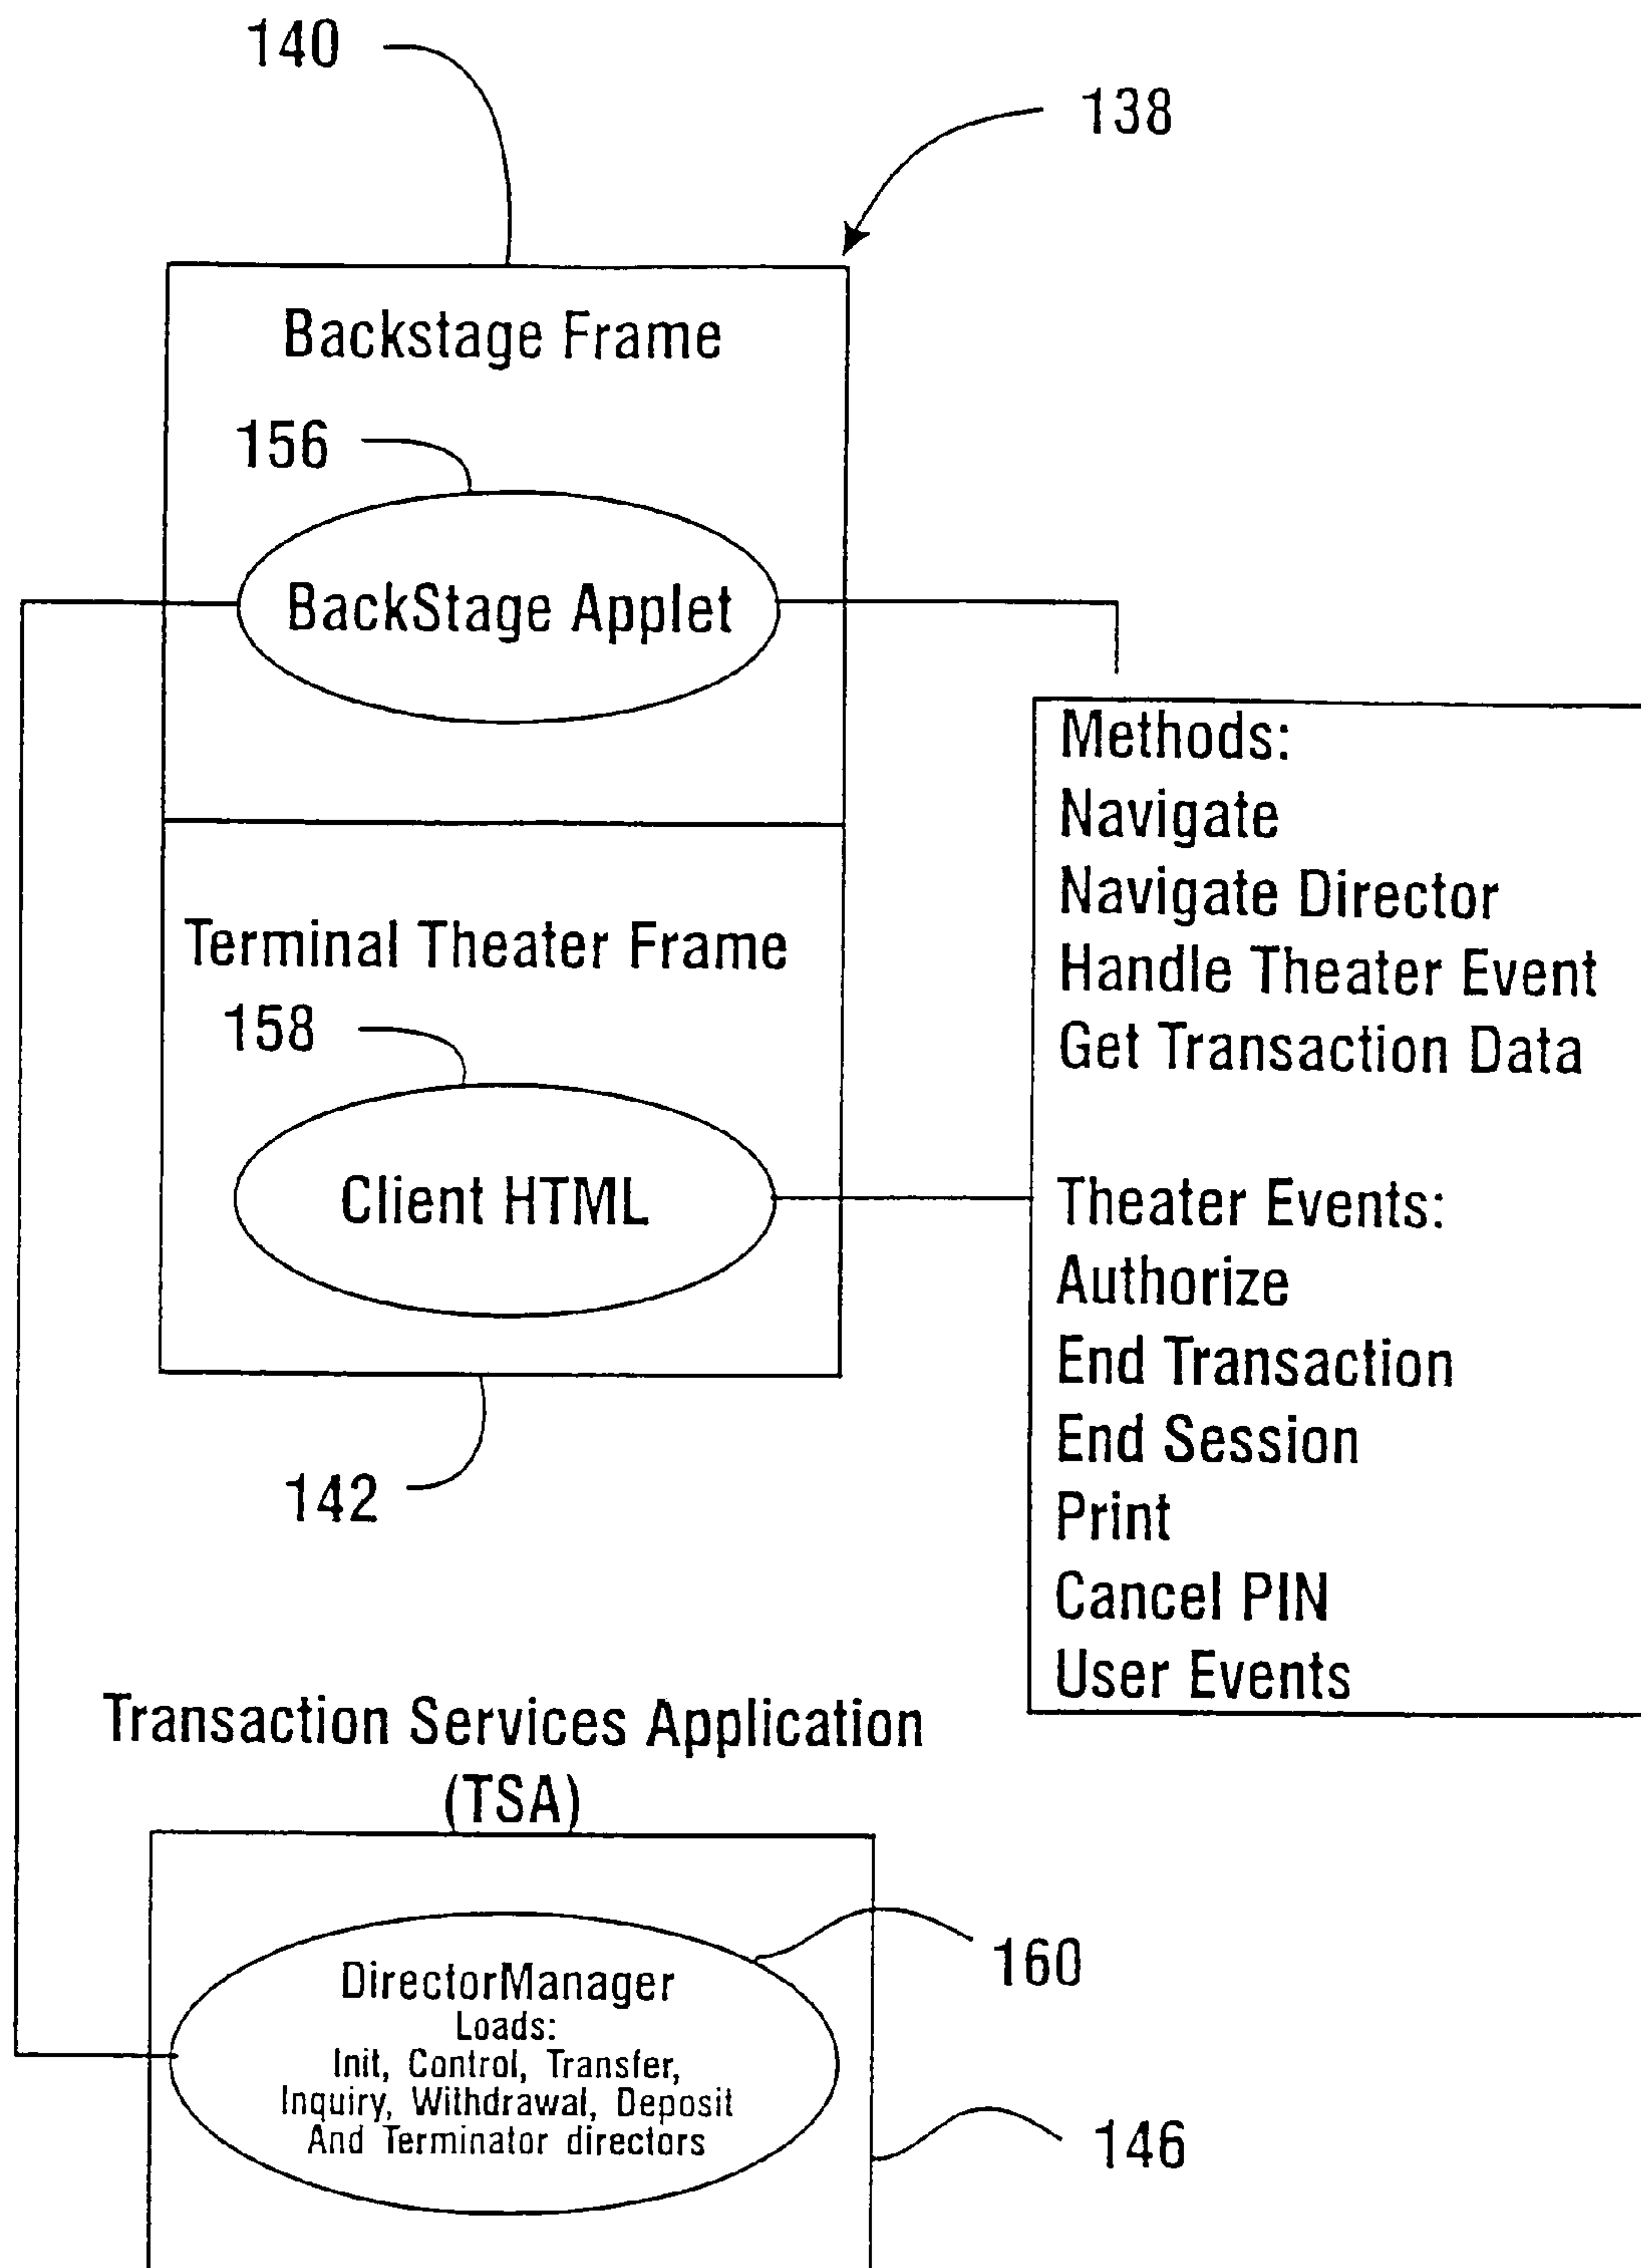 140
138
Backstage Frame
156
BackStage Applet
Methods:
Navigate
Navigate Director
Handle Theater Event
Get Transaction Data
Terminal Theater Frame
158
Client HTML
Theater Events:
Authorize
End Transaction
End Session
Print
Cancel PIN
User Events
142
Transaction Services Application
(TSA)
DirectorManager
Loads:
Init, Control, Transfer,
Inquiry, Withdrawal, Deposit
And Terminator directors
160
146